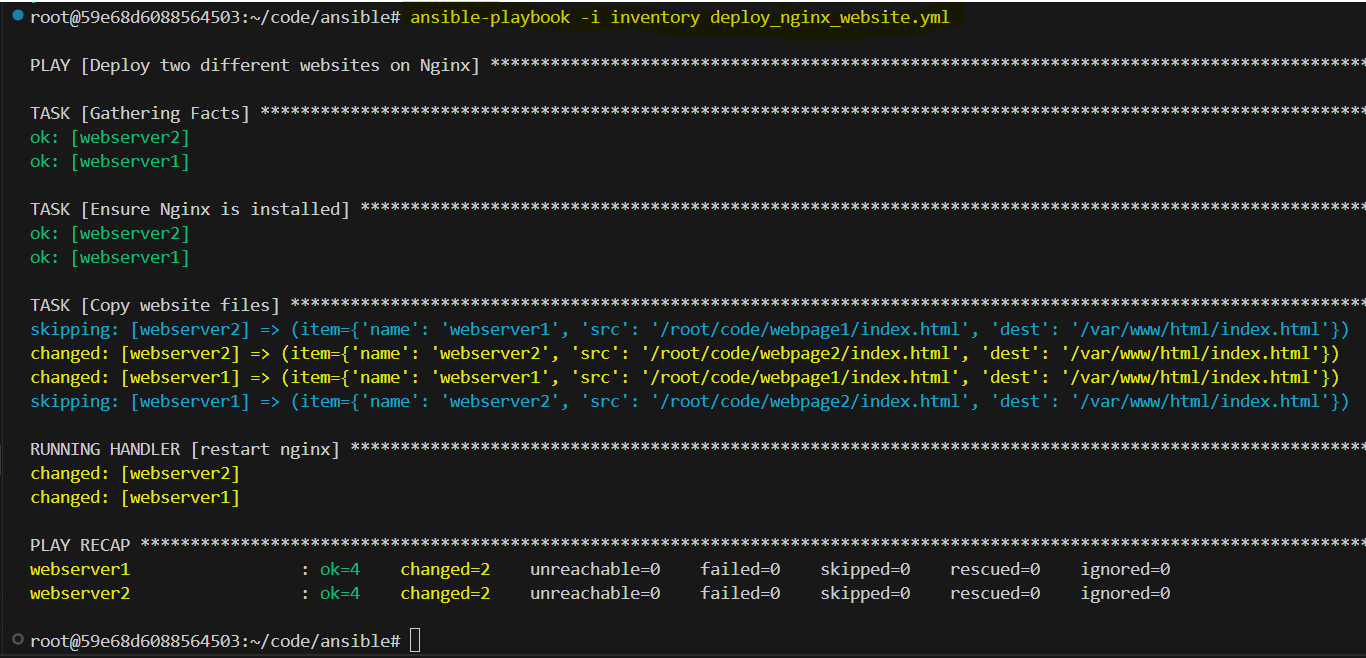 root@59e68d6088564503:~/code/ansible# ansible-playbook -i inventory deploy_nginx_website.yml
PLAY [Deploy two different websites on Nginx] ****************************************************************************************
TASK [Gathering Facts] ***************************************************************************************************************
ok: [webserver2]
ok: [webserver1]
TASK [Ensure Nginx is installed] *****************************************************************************************************
ok: [webserver2]
ok: [webserver1]
TASK [Copy website files] ************************************************************************************************************
skipping: [webserver2] => (item={'name': 'webserver1', 'src': '/root/code/webpage1/index.html', 'dest': '/var/www/html/index.html'})
changed: [webserver2] => (item={'name': 'webserver2', 'src': '/root/code/webpage2/index.html', 'dest': '/var/www/html/index.html'})
changed: [webserver1] => (item={'name': 'webserver1', 'src': '/root/code/webpage1/index.html', 'dest': '/var/www/html/index.html'})
skipping: [webserver1] => (item={'name': 'webserver2', 'src': '/root/code/webpage2/index.html', 'dest': '/var/www/html/index.html'})
RUNNING HANDLER [restart nginx] ******************************************************************************************************
changed: [webserver2]
changed: [webserver1]
PLAY RECAP ***************************************************************************************************************************
webserver1 : ok=4 changed=2 unreachable=0 failed=0 skipped=0 rescued=0 ignored=0
webserver2 : ok=4 changed=2 unreachable=0 failed=0 skipped=0 rescued=0 ignored=0
root@59e68d6088564503:~/code/ansible#